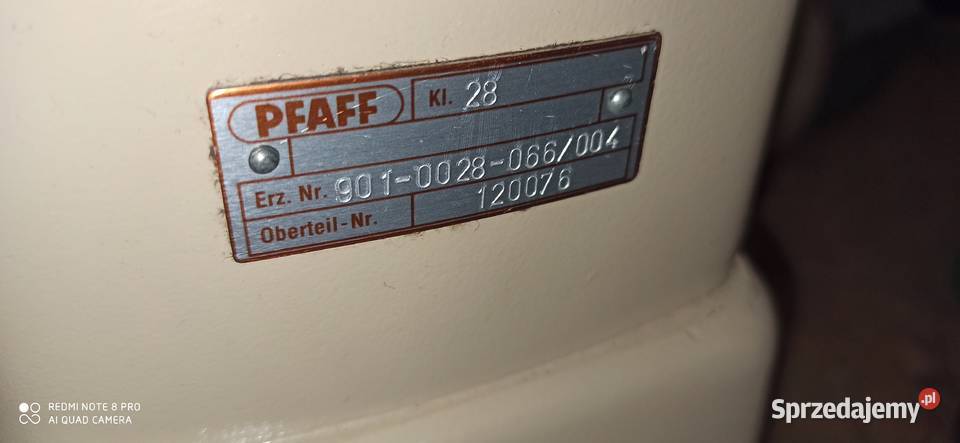 PFAFF Kl. 28
Erz. Nr. 901-0028-066/004
Oberteil-Nr. 120076
REDMI NOTE 8 PRO
AI QUAD CAMERA
Sprzedajemy.pl